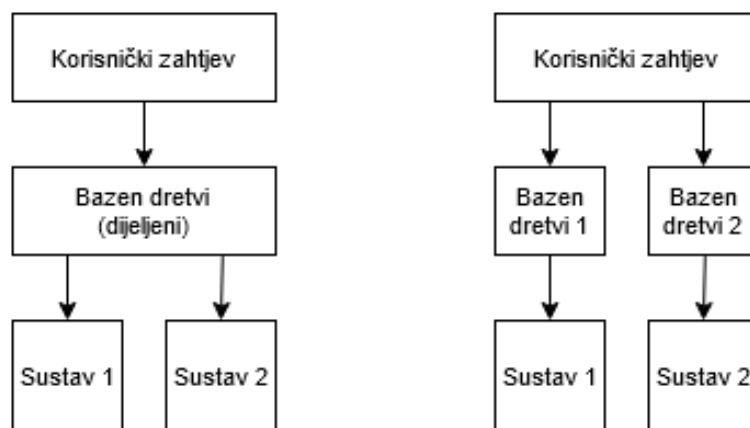 Korisnički zahtjev
Bazen dretvi
(dijeljeni)
Sustav 1
Sustav 2
Korisnički zahtjev
Bazen
dretvi 1
Bazen
dretvi 2
Sustav 1
Sustav 2